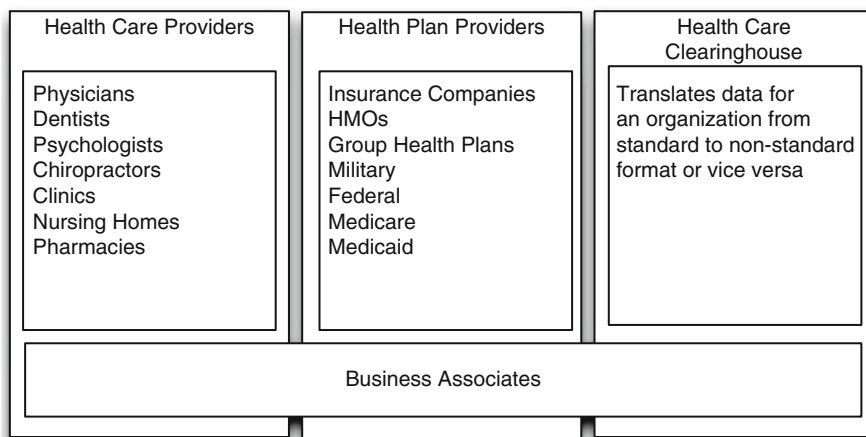 Health Care Providers
Physicians
Dentists
Psychologists
Chiropractors
Clinics
Nursing Homes
Pharmacies
Health Plan Providers
Insurance Companies
HMOs
Group Health Plans
Military
Federal
Medicare
Medicaid
Health Care
Clearinghouse
Translates data for
an organization from
standard to non-standard
format or vice versa
Business Associates